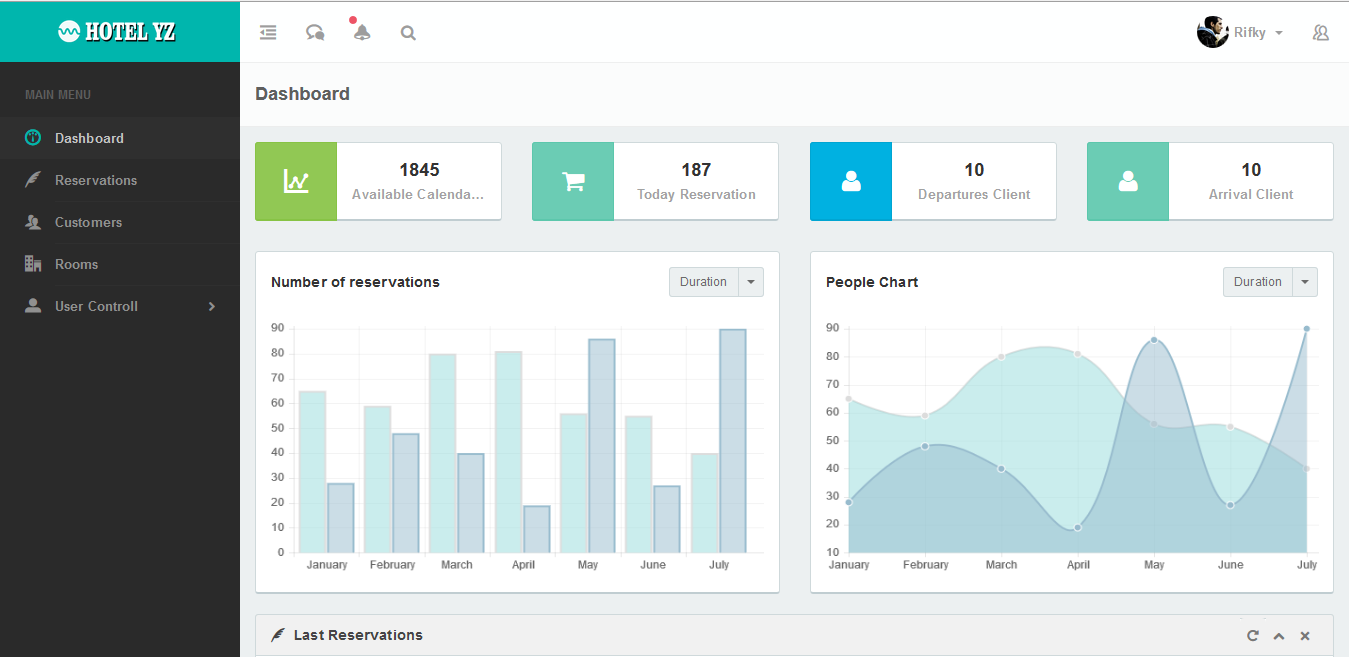 HOTEL YZ
Rifky
MAIN MENU
Dashboard
Reservations
Customers
Rooms
User Controll
Dashboard
1845
Available Calenda...
187
Today Reservation
10
Departures Client
10
Arrival Client
Number of reservations
Duration
90
80
70
60
50
40
30
20
10
0
January February March April May June July
People Chart
Duration
90
80
70
60
50
40
30
20
10
January February March April May June July
Last Reservations